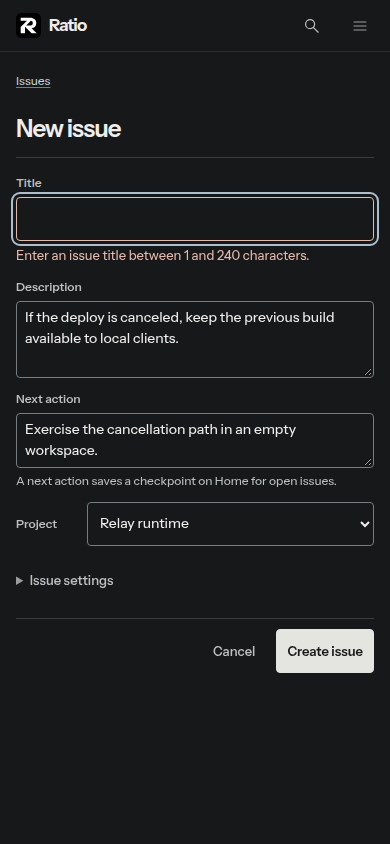 Ratio
Issues
New issue
Title
Enter an issue title between 1 and 240 characters.
Description
If the deploy is canceled, keep the previous build
available to local clients.
Next action
Exercise the cancellation path in an empty
workspace.
A next action saves a checkpoint on Home for open issues.
Project
Relay runtime
Issue settings
Cancel
Create issue